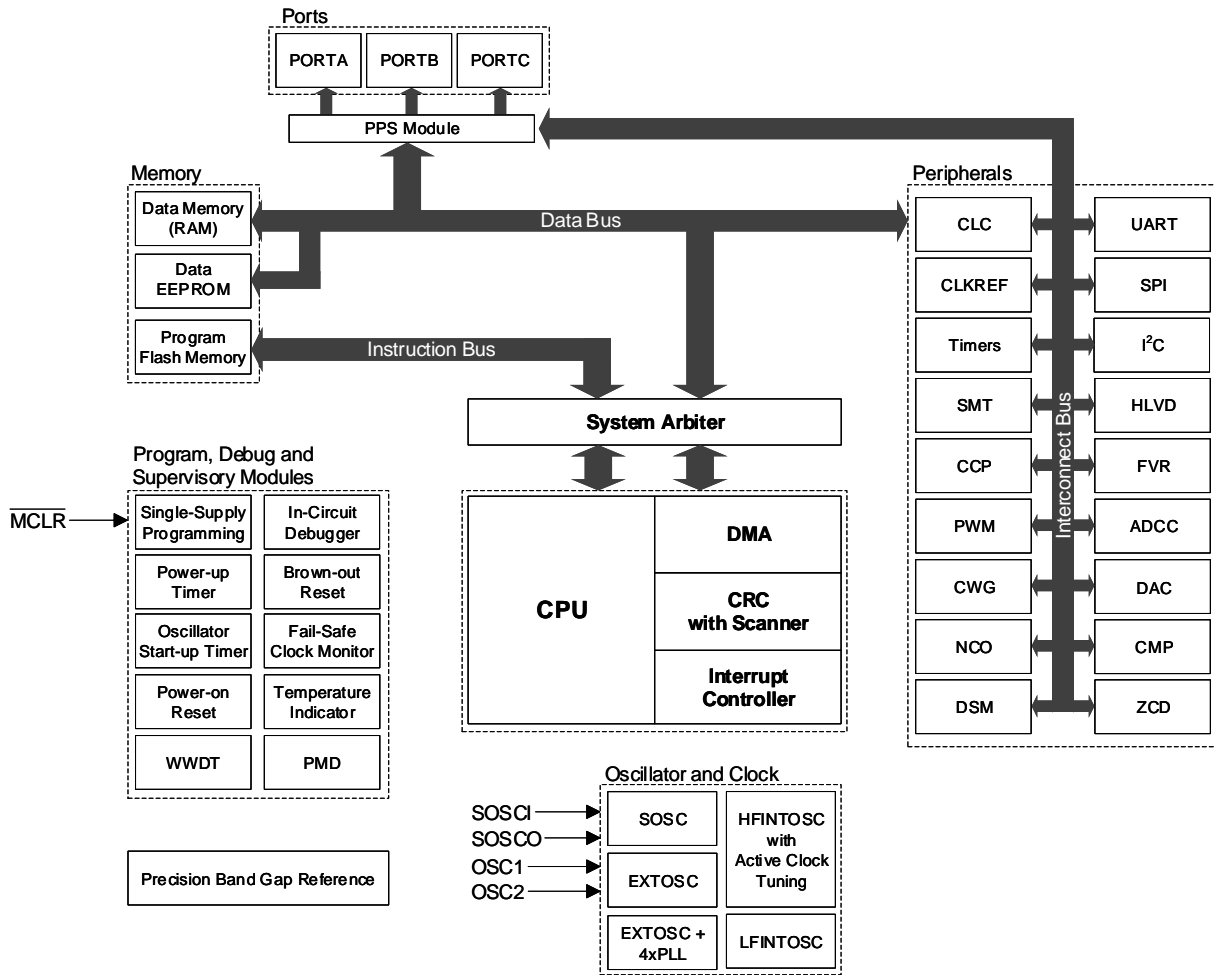 Ports
PORTA
PORTB
PORTC
PPS Module
Memory
Data Memory
(RAM)
Data
EEPROM
Program
Flash Memory
Data Bus
Instruction Bus
System Arbiter
CPU
DMA
CRC
with Scanner
Interrupt
Controller
Peripherals
CLC
UART
CLKREF
SPI
Timers
I²C
SMT
HLVD
CCP
FVR
PWM
ADCC
CWG
DAC
NCO
CMP
DSM
ZCD
Interconnect Bus
Program, Debug and
Supervisory Modules
MCLR
Single-Supply
Programming
In-Circuit
Debugger
Power-up
Timer
Brown-out
Reset
Oscillator
Start-up Timer
Fail-Safe
Clock Monitor
Power-on
Reset
Temperature
Indicator
WWDT
PMD
Precision Band Gap Reference
Oscillator and Clock
SOSCI
SOSCO
OSC1
OSC2
SOSC
HFINTOSC
with
Active Clock
Tuning
EXTOSC
EXTOSC +
4xPLL
LFINTOSC